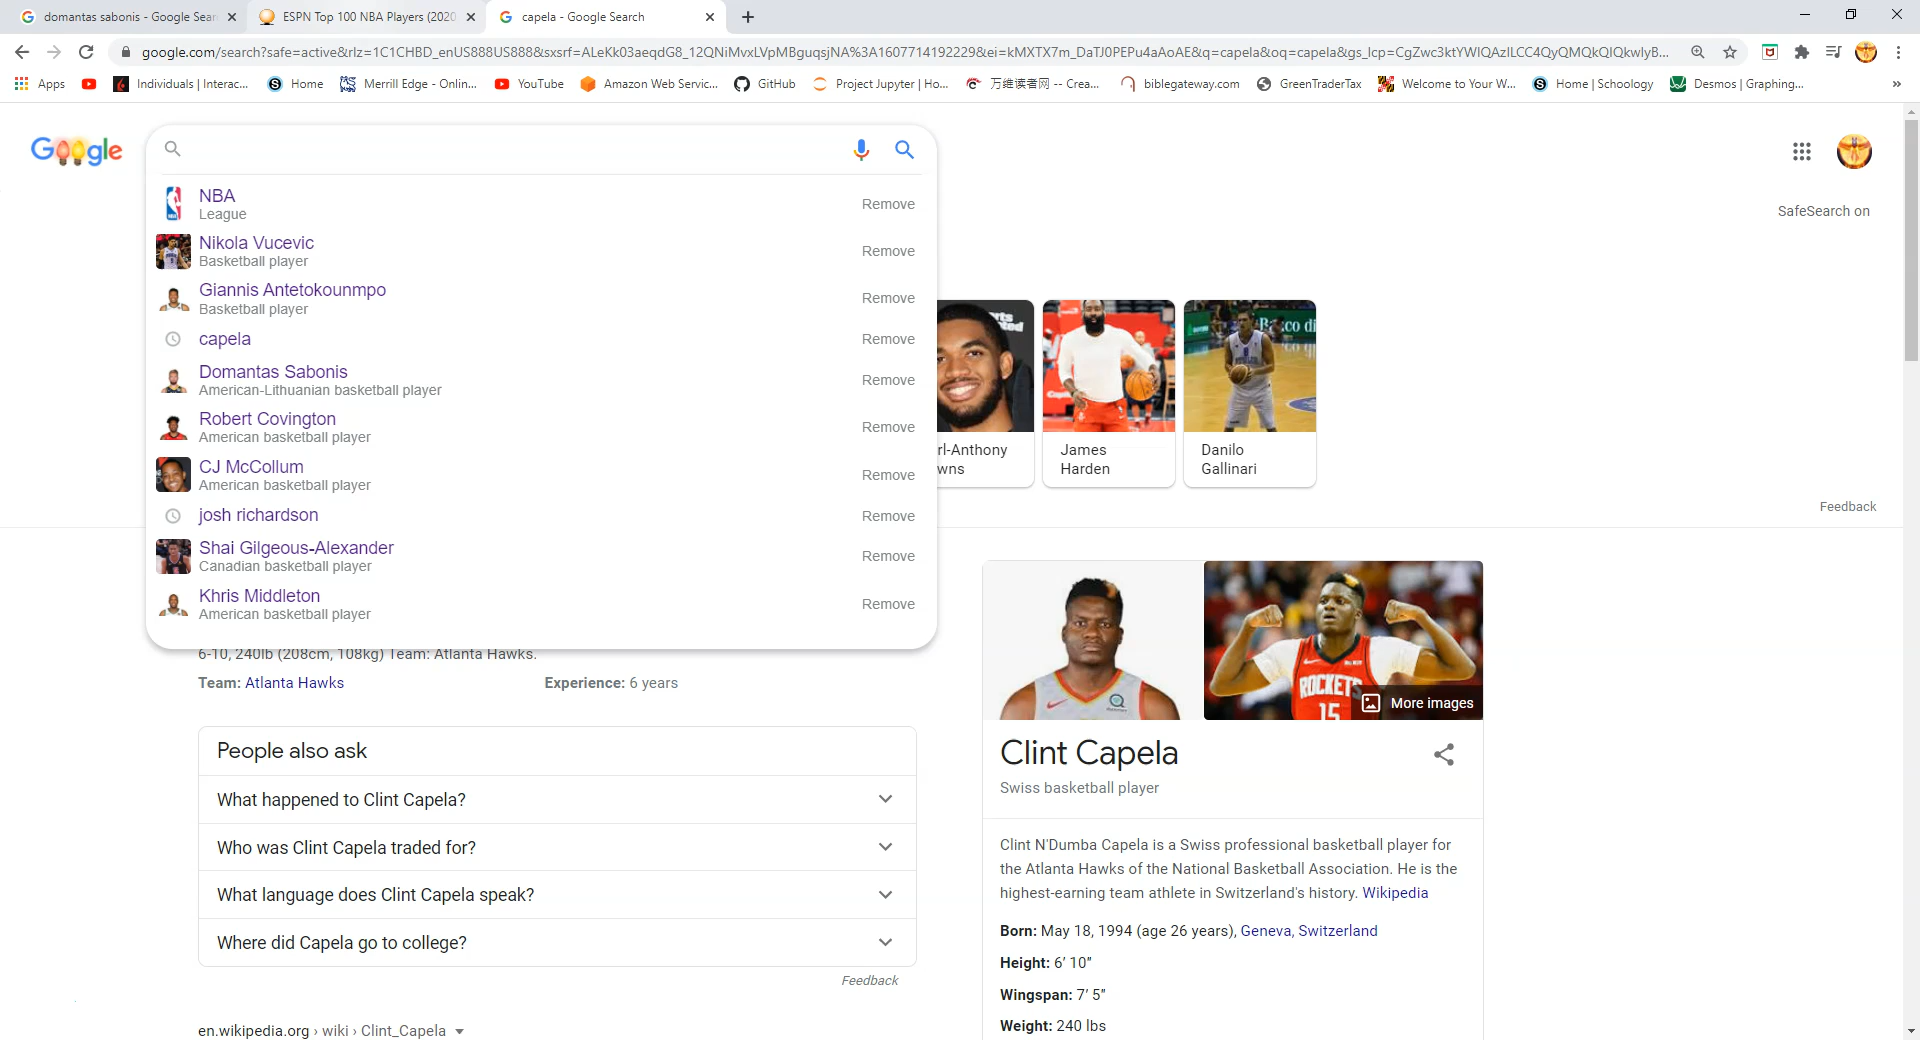 domantas sabonis - Google Sear
ESPN Top 100 NBA Players (2020
capela - Google Search
google.com/search?safe=active&rlz=1C1CHBD_enUS888US888&sxsrf=ALeKk03aeqdG8_12QNiMvxLVpMBguqsjNA%3A1607714192229&ei=kMXTX7m_DaTJ0PEPu4aAoAE&q=capela&oq=capela&gs_lcp=CgZwc3ktYWIQAzILCC4QyQMQkQIQkwIyB...
Apps
Individuals | Interac...
Home
Merrill Edge - Onlin...
YouTube
Amazon Web Servic...
GitHub
Project Jupyter | Ho...
万维读者网 -- Crea...
biblegateway.com
GreenTraderTax
Welcome to Your W...
Home | Schoology
Desmos | Graphing...
»
Google
SafeSearch on
NBA
League
Remove
Nikola Vucevic
Basketball player
Remove
Giannis Antetokounmpo
Basketball player
Remove
capela
Remove
Domantas Sabonis
American-Lithuanian basketball player
Remove
Robert Covington
American basketball player
Remove
CJ McCollum
American basketball player
Remove
josh richardson
Remove
Shai Gilgeous-Alexander
Canadian basketball player
Remove
Khris Middleton
American basketball player
Remove
rl-Anthony
wns
James
Harden
Danilo
Gallinari
Feedback
6-10, 240lb (208cm, 108kg) Team: Atlanta Hawks.
Team: Atlanta Hawks
Experience: 6 years
People also ask
What happened to Clint Capela?
Who was Clint Capela traded for?
What language does Clint Capela speak?
Where did Capela go to college?
Feedback
en.wikipedia.org › wiki › Clint_Capela
ROCKETS
15
More images
Clint Capela
Swiss basketball player
Clint N'Dumba Capela is a Swiss professional basketball player for
the Atlanta Hawks of the National Basketball Association. He is the
highest-earning team athlete in Switzerland's history. Wikipedia
Born: May 18, 1994 (age 26 years), Geneva, Switzerland
Height: 6′ 10″
Wingspan: 7′ 5″
Weight: 240 lbs